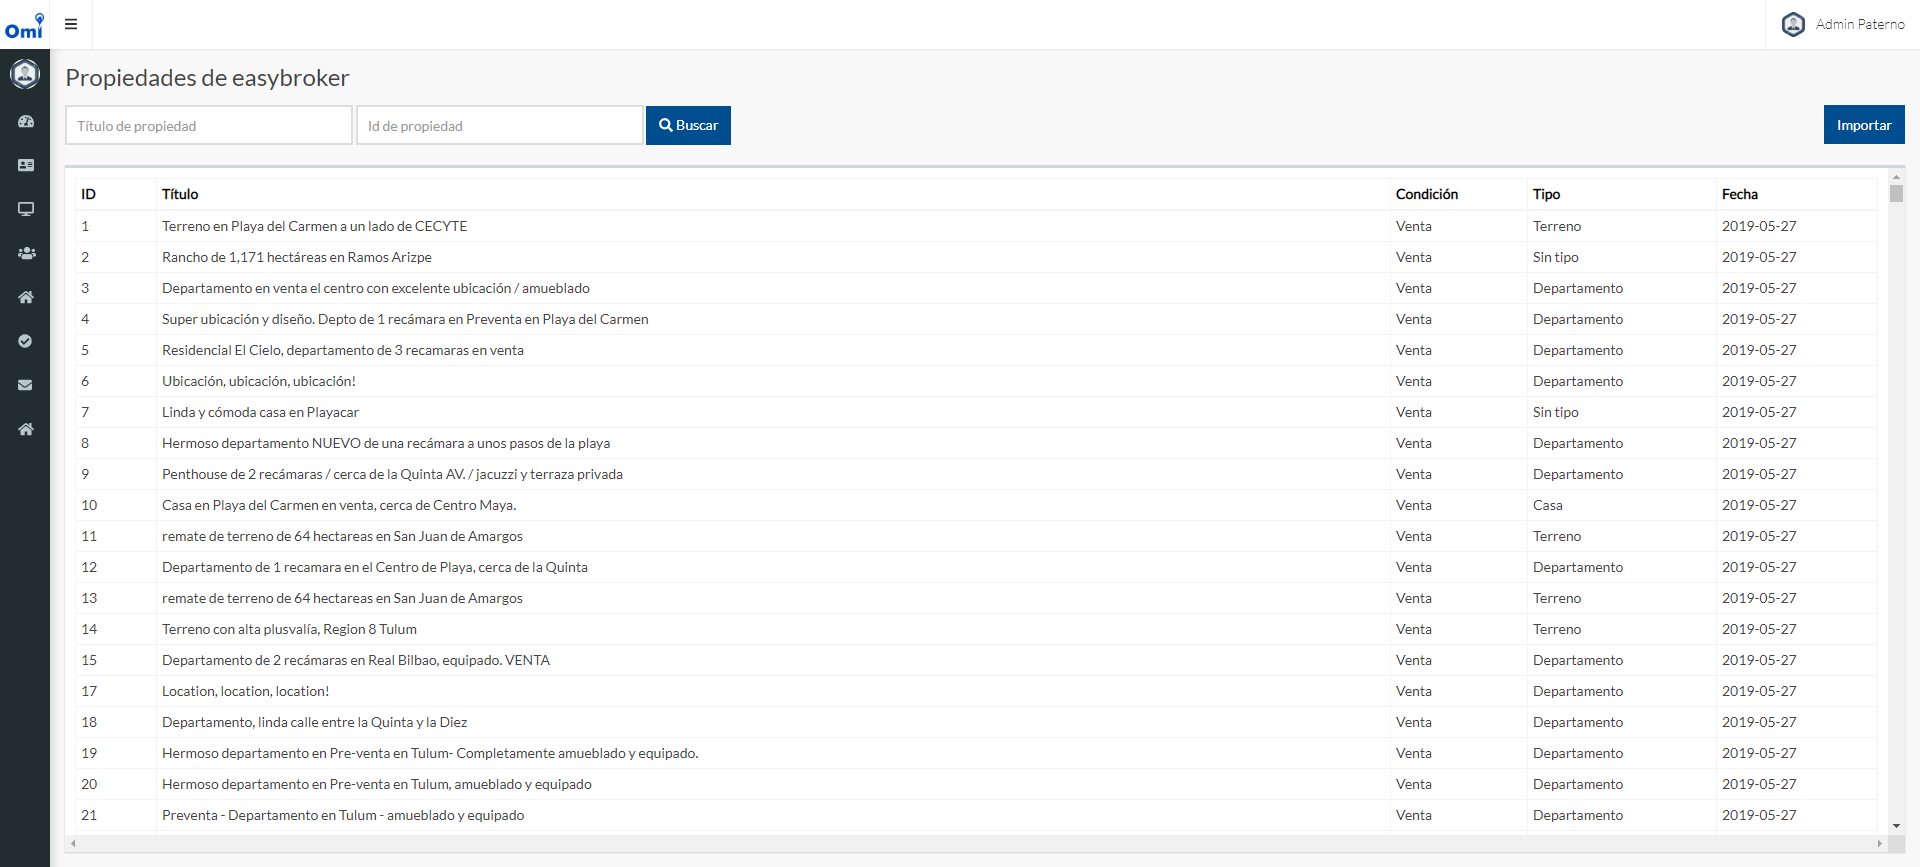 Omi
Admin Paterno
Propiedades de easybroker
Título de propiedad Id de propiedad Buscar Importar
ID Título Condición Tipo Fecha
1 Terreno en Playa del Carmen a un lado de CECYTE Venta Terreno 2019-05-27
2 Rancho de 1,171 hectáreas en Ramos Arizpe Venta Sin tipo 2019-05-27
3 Departamento en venta el centro con excelente ubicación / amueblado Venta Departamento 2019-05-27
4 Super ubicación y diseño. Depto de 1 recámara en Preventa en Playa del Carmen Venta Departamento 2019-05-27
5 Residencial El Cielo, departamento de 3 recamaras en venta Venta Departamento 2019-05-27
6 Ubicación, ubicación, ubicación! Venta Departamento 2019-05-27
7 Linda y cómoda casa en Playacar Venta Sin tipo 2019-05-27
8 Hermoso departamento NUEVO de una recámara a unos pasos de la playa Venta Departamento 2019-05-27
9 Penthouse de 2 recámaras / cerca de la Quinta AV. / jacuzzi y terraza privada Venta Departamento 2019-05-27
10 Casa en Playa del Carmen en venta, cerca de Centro Maya. Venta Casa 2019-05-27
11 remate de terreno de 64 hectareas en San Juan de Amargos Venta Terreno 2019-05-27
12 Departamento de 1 recamara en el Centro de Playa, cerca de la Quinta Venta Departamento 2019-05-27
13 remate de terreno de 64 hectareas en San Juan de Amargos Venta Terreno 2019-05-27
14 Terreno con alta plusvalía, Region 8 Tulum Venta Terreno 2019-05-27
15 Departamento de 2 recámaras en Real Bilbao, equipado. VENTA Venta Departamento 2019-05-27
17 Location, location, location! Venta Departamento 2019-05-27
18 Departamento, linda calle entre la Quinta y la Diez Venta Departamento 2019-05-27
19 Hermoso departamento en Pre-venta en Tulum- Completamente amueblado y equipado. Venta Departamento 2019-05-27
20 Hermoso departamento en Pre-venta en Tulum, amueblado y equipado Venta Departamento 2019-05-27
21 Preventa - Departamento en Tulum - amueblado y equipado Venta Departamento 2019-05-27